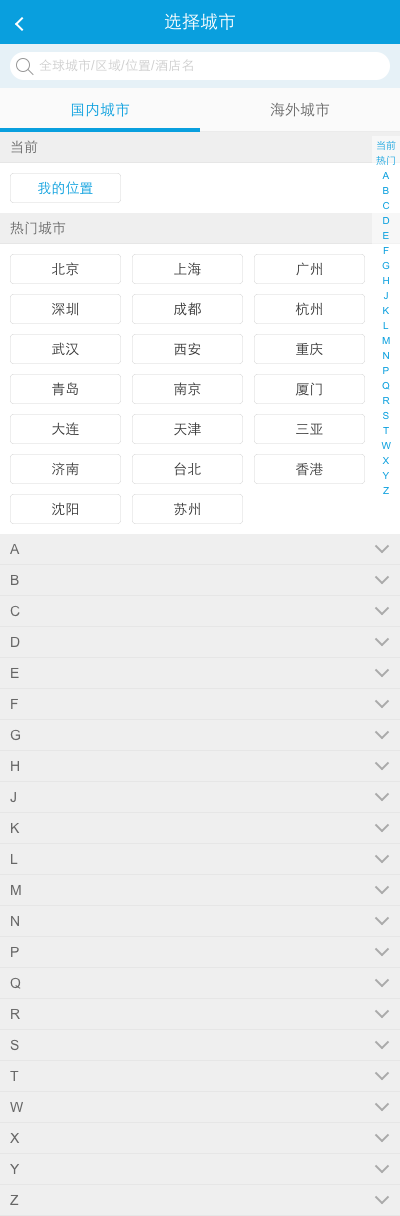 选择城市
全球城市/区域/位置/酒店名
国内城市 海外城市
当前
我的位置
热门城市
北京 上海 广州
深圳 成都 杭州
武汉 西安 重庆
青岛 南京 厦门
大连 天津 三亚
济南 台北 香港
沈阳 苏州
当前
热门
A
B
C
D
E
F
G
H
J
K
L
M
N
P
Q
R
S
T
W
X
Y
Z
A
B
C
D
E
F
G
H
J
K
L
M
N
P
Q
R
S
T
W
X
Y
Z